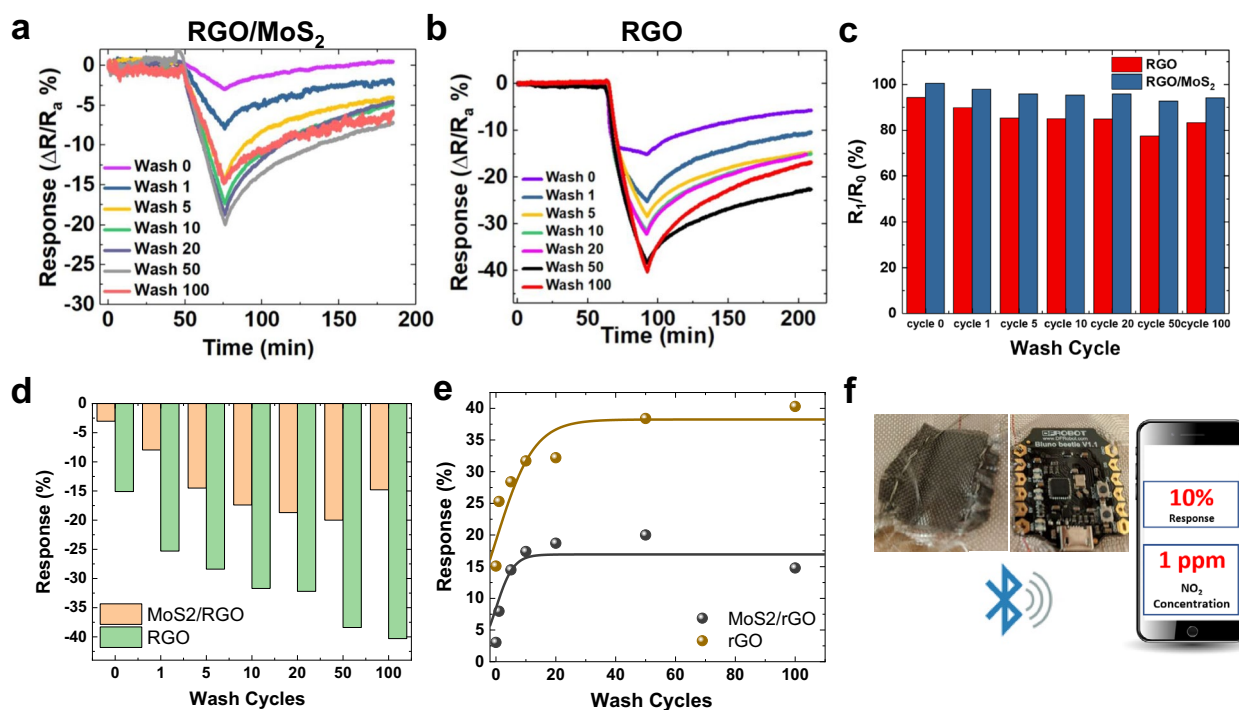 a
RGO/MoS₂
Response (ΔR/Rₐ %)
0
-5
-10
-15
-20
-25
-30
Wash 0
Wash 1
Wash 5
Wash 10
Wash 20
Wash 50
Wash 100
0 50 100 150 200
Time (min)
b
RGO
Response (ΔR/Rₐ %)
0
-10
-20
-30
-40
Wash 0
Wash 1
Wash 5
Wash 10
Wash 20
Wash 50
Wash 100
0 50 100 150 200
Time (min)
c
R₁/R₀ (%)
100
80
60
40
20
0
RGO
RGO/MoS₂
cycle 0 cycle 1 cycle 5 cycle 10 cycle 20 cycle 50 cycle 100
Wash Cycle
d
Response (%)
0
-5
-10
-15
-20
-25
-30
-35
-40
MoS2/RGO
RGO
0 1 5 10 20 50 100
Wash Cycles
e
Response (%)
40
35
30
25
20
15
10
5
0
MoS2/rGO
rGO
0 20 40 60 80 100
Wash Cycles
f
DFROBOT
www.DFRobot.com
Bluno beetle V1.1
10%
Response
1 ppm
NO₂
Concentration